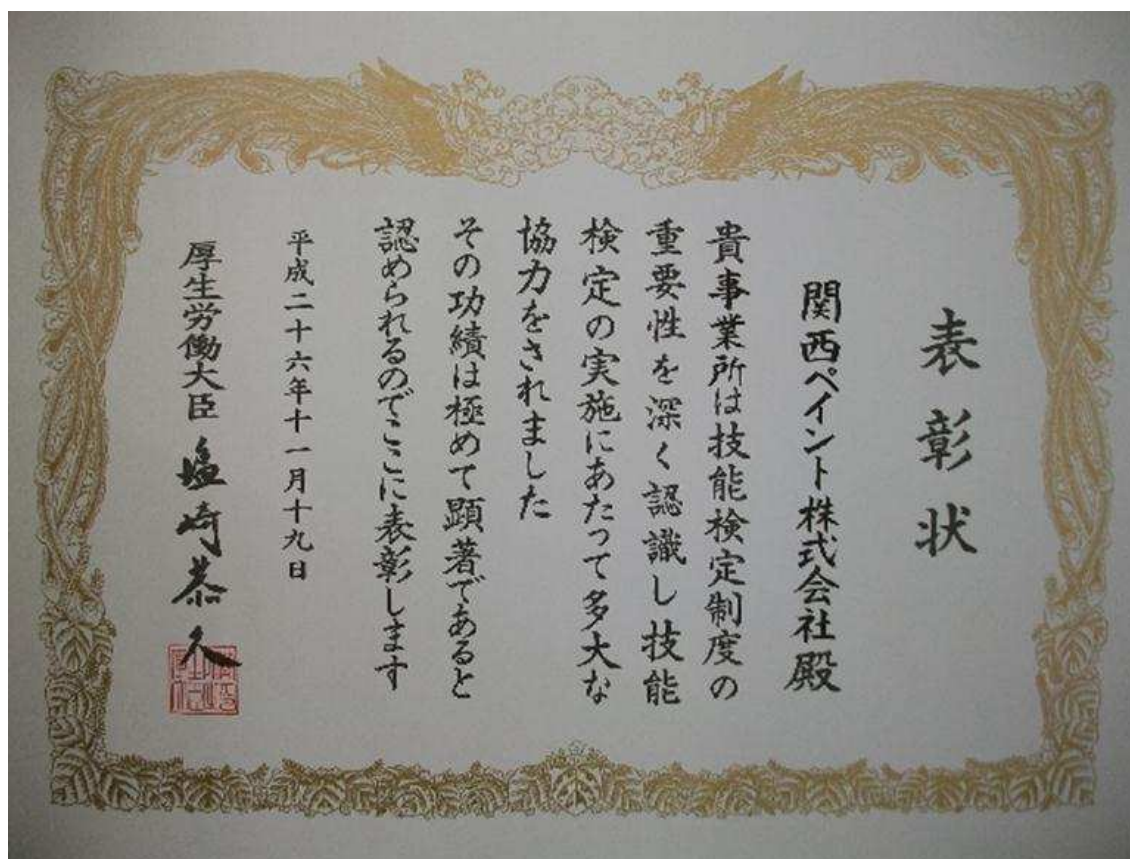 表彰状
関西ペイント株式会社殿
貴事業所は技能検定制度の
重要性を深く認識し技能
検定の実施にあたって多大な
協力をされました
その功績は極めて顕著であると
認められるのでここに表彰します
平成二十六年十一月十九日
厚生労働大臣 塩崎恭久